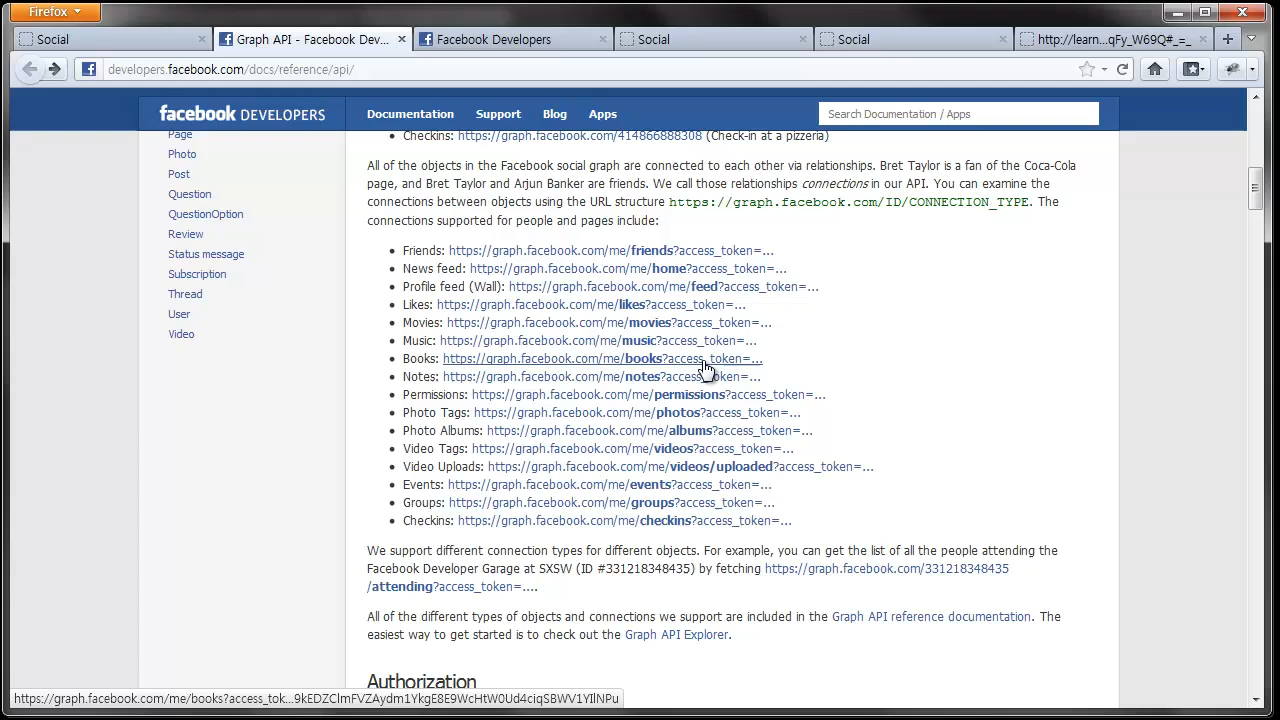 Firefox
Social
Graph API - Facebook Dev...
Facebook Developers
Social
Social
http://learn...qFy_W69Q#_=_
developers.facebook.com/docs/reference/api/
facebook DEVELOPERS
Documentation
Support
Blog
Apps
Search Documentation / Apps
Page
Photo
Post
Question
QuestionOption
Review
Status message
Subscription
Thread
User
Video
Checkins: https://graph.facebook.com/414866888308 (Check-in at a pizzeria)
All of the objects in the Facebook social graph are connected to each other via relationships. Bret Taylor is a fan of the Coca-Cola
page, and Bret Taylor and Arjun Banker are friends. We call those relationships connections in our API. You can examine the
connections between objects using the URL structure https://graph.facebook.com/ID/CONNECTION_TYPE. The
connections supported for people and pages include:
Friends: https://graph.facebook.com/me/friends?access_token=...
News feed: https://graph.facebook.com/me/home?access_token=...
Profile feed (Wall): https://graph.facebook.com/me/feed?access_token=...
Likes: https://graph.facebook.com/me/likes?access_token=...
Movies: https://graph.facebook.com/me/movies?access_token=...
Music: https://graph.facebook.com/me/music?access_token=...
Books: https://graph.facebook.com/me/books?access_token=...
Notes: https://graph.facebook.com/me/notes?access_token=...
Permissions: https://graph.facebook.com/me/permissions?access_token=...
Photo Tags: https://graph.facebook.com/me/photos?access_token=...
Photo Albums: https://graph.facebook.com/me/albums?access_token=...
Video Tags: https://graph.facebook.com/me/videos?access_token=...
Video Uploads: https://graph.facebook.com/me/videos/uploaded?access_token=...
Events: https://graph.facebook.com/me/events?access_token=...
Groups: https://graph.facebook.com/me/groups?access_token=...
Checkins: https://graph.facebook.com/me/checkins?access_token=...
We support different connection types for different objects. For example, you can get the list of all the people attending the
Facebook Developer Garage at SXSW (ID #331218348435) by fetching https://graph.facebook.com/331218348435
/attending?access_token=....
All of the different types of objects and connections we support are included in the Graph API reference documentation. The
easiest way to get started is to check out the Graph API Explorer.
Authorization
https://graph.facebook.com/me/books?access_tok...9kEDZClmFVZAydm1YkgE8E9WcHtW0Ud4ciqSBWV1YIlNPu